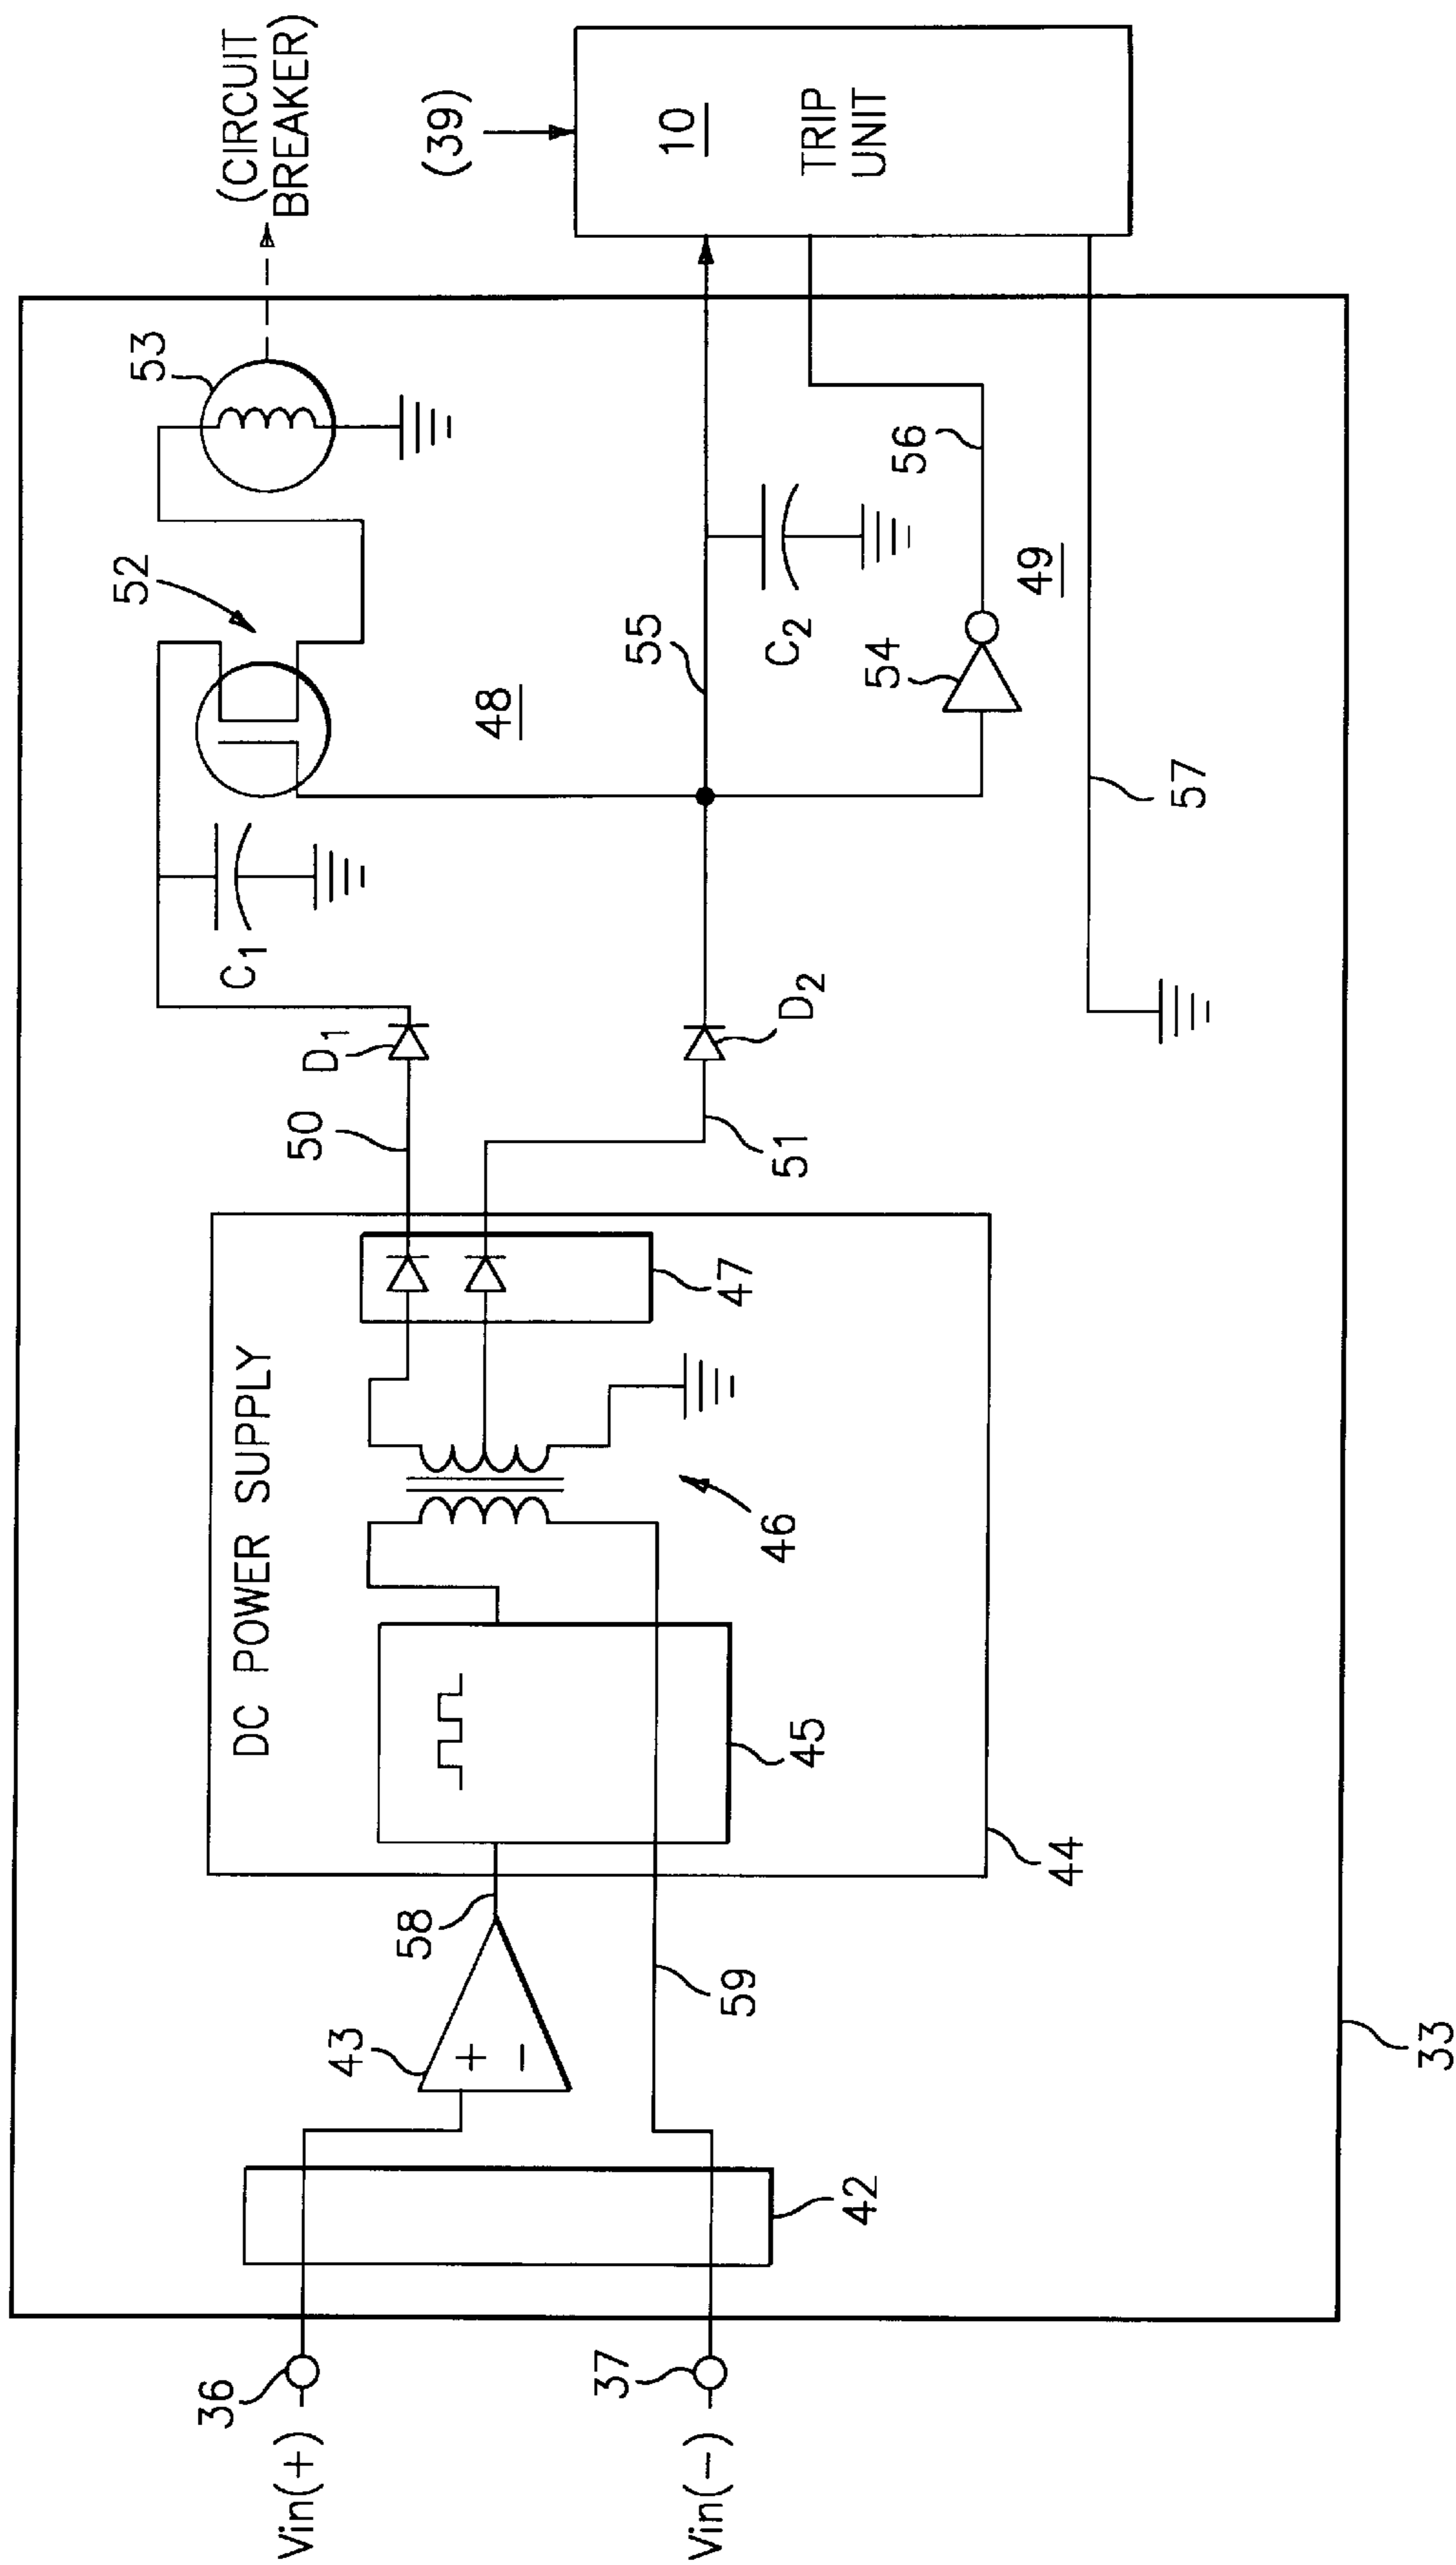 (CIRCUIT
BREAKER)
53
52
C1
D1
50
48
DC POWER SUPPLY
58
43
36
Vin(+)
(39)
10
TRIP
UNIT
55
C2
56
54
49
57
D2
51
47
46
45
44
59
42
37
Vin(−)
33